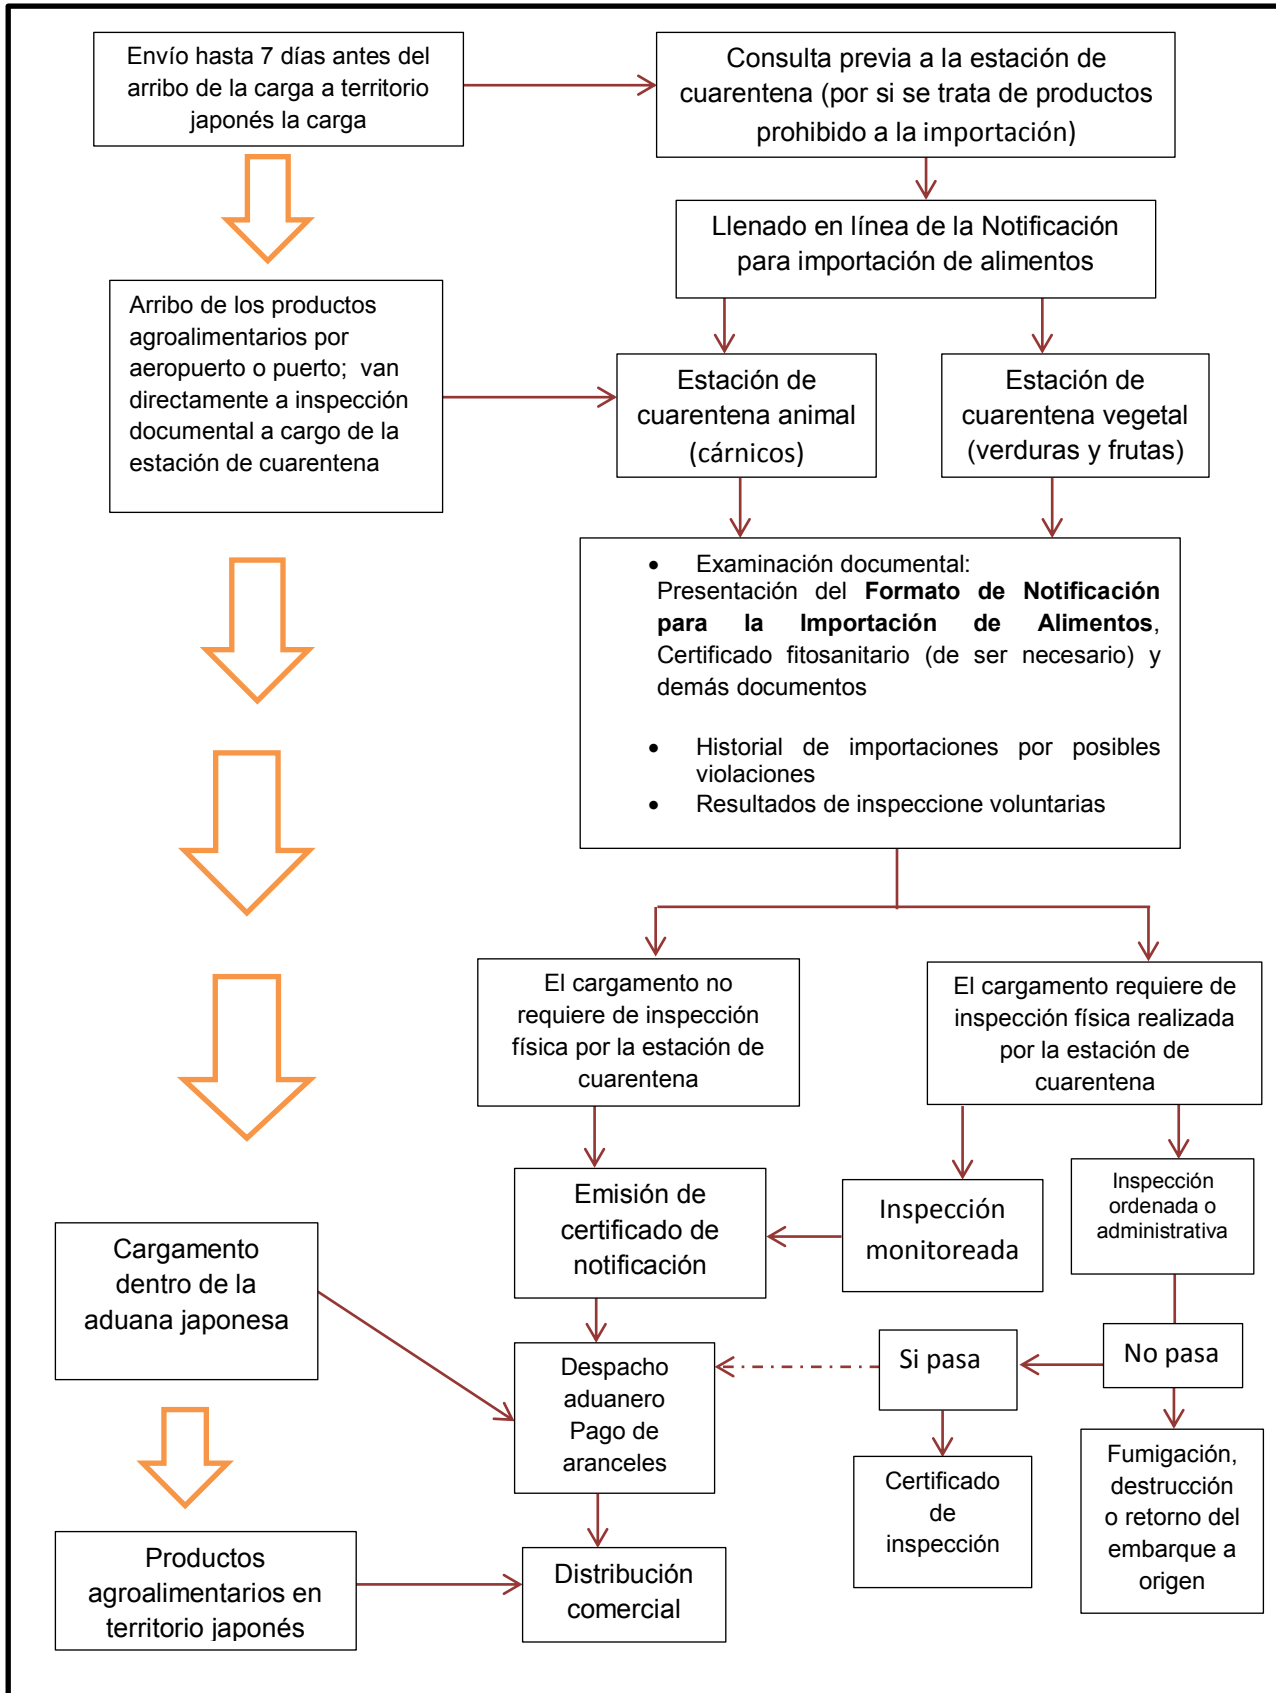 Envío hasta 7 días antes del
arribo de la carga a territorio
japonés la carga
Consulta previa a la estación de
cuarentena (por si se trata de productos
prohibido a la importación)
Llenado en línea de la Notificación
para importación de alimentos
Arribo de los productos
agroalimentarios por
aeropuerto o puerto; van
directamente a inspección
documental a cargo de la
estación de cuarentena
Estación de
cuarentena animal
(cárnicos)
Estación de
cuarentena vegetal
(verduras y frutas)
• Examinación documental:
Presentación del Formato de Notificación
para la Importación de Alimentos,
Certificado fitosanitario (de ser necesario) y
demás documentos
• Historial de importaciones por posibles
violaciones
• Resultados de inspeccione voluntarias
El cargamento no
requiere de inspección
física por la estación de
cuarentena
El cargamento requiere de
inspección física realizada
por la estación de
cuarentena
Emisión de
certificado de
notificación
Inspección
monitoreada
Inspección
ordenada o
administrativa
Cargamento
dentro de la
aduana japonesa
Despacho
aduanero
Pago de
aranceles
Si pasa
No pasa
Certificado
de
inspección
Fumigación,
destrucción
o retorno del
embarque a
origen
Productos
agroalimentarios en
territorio japonés
Distribución
comercial